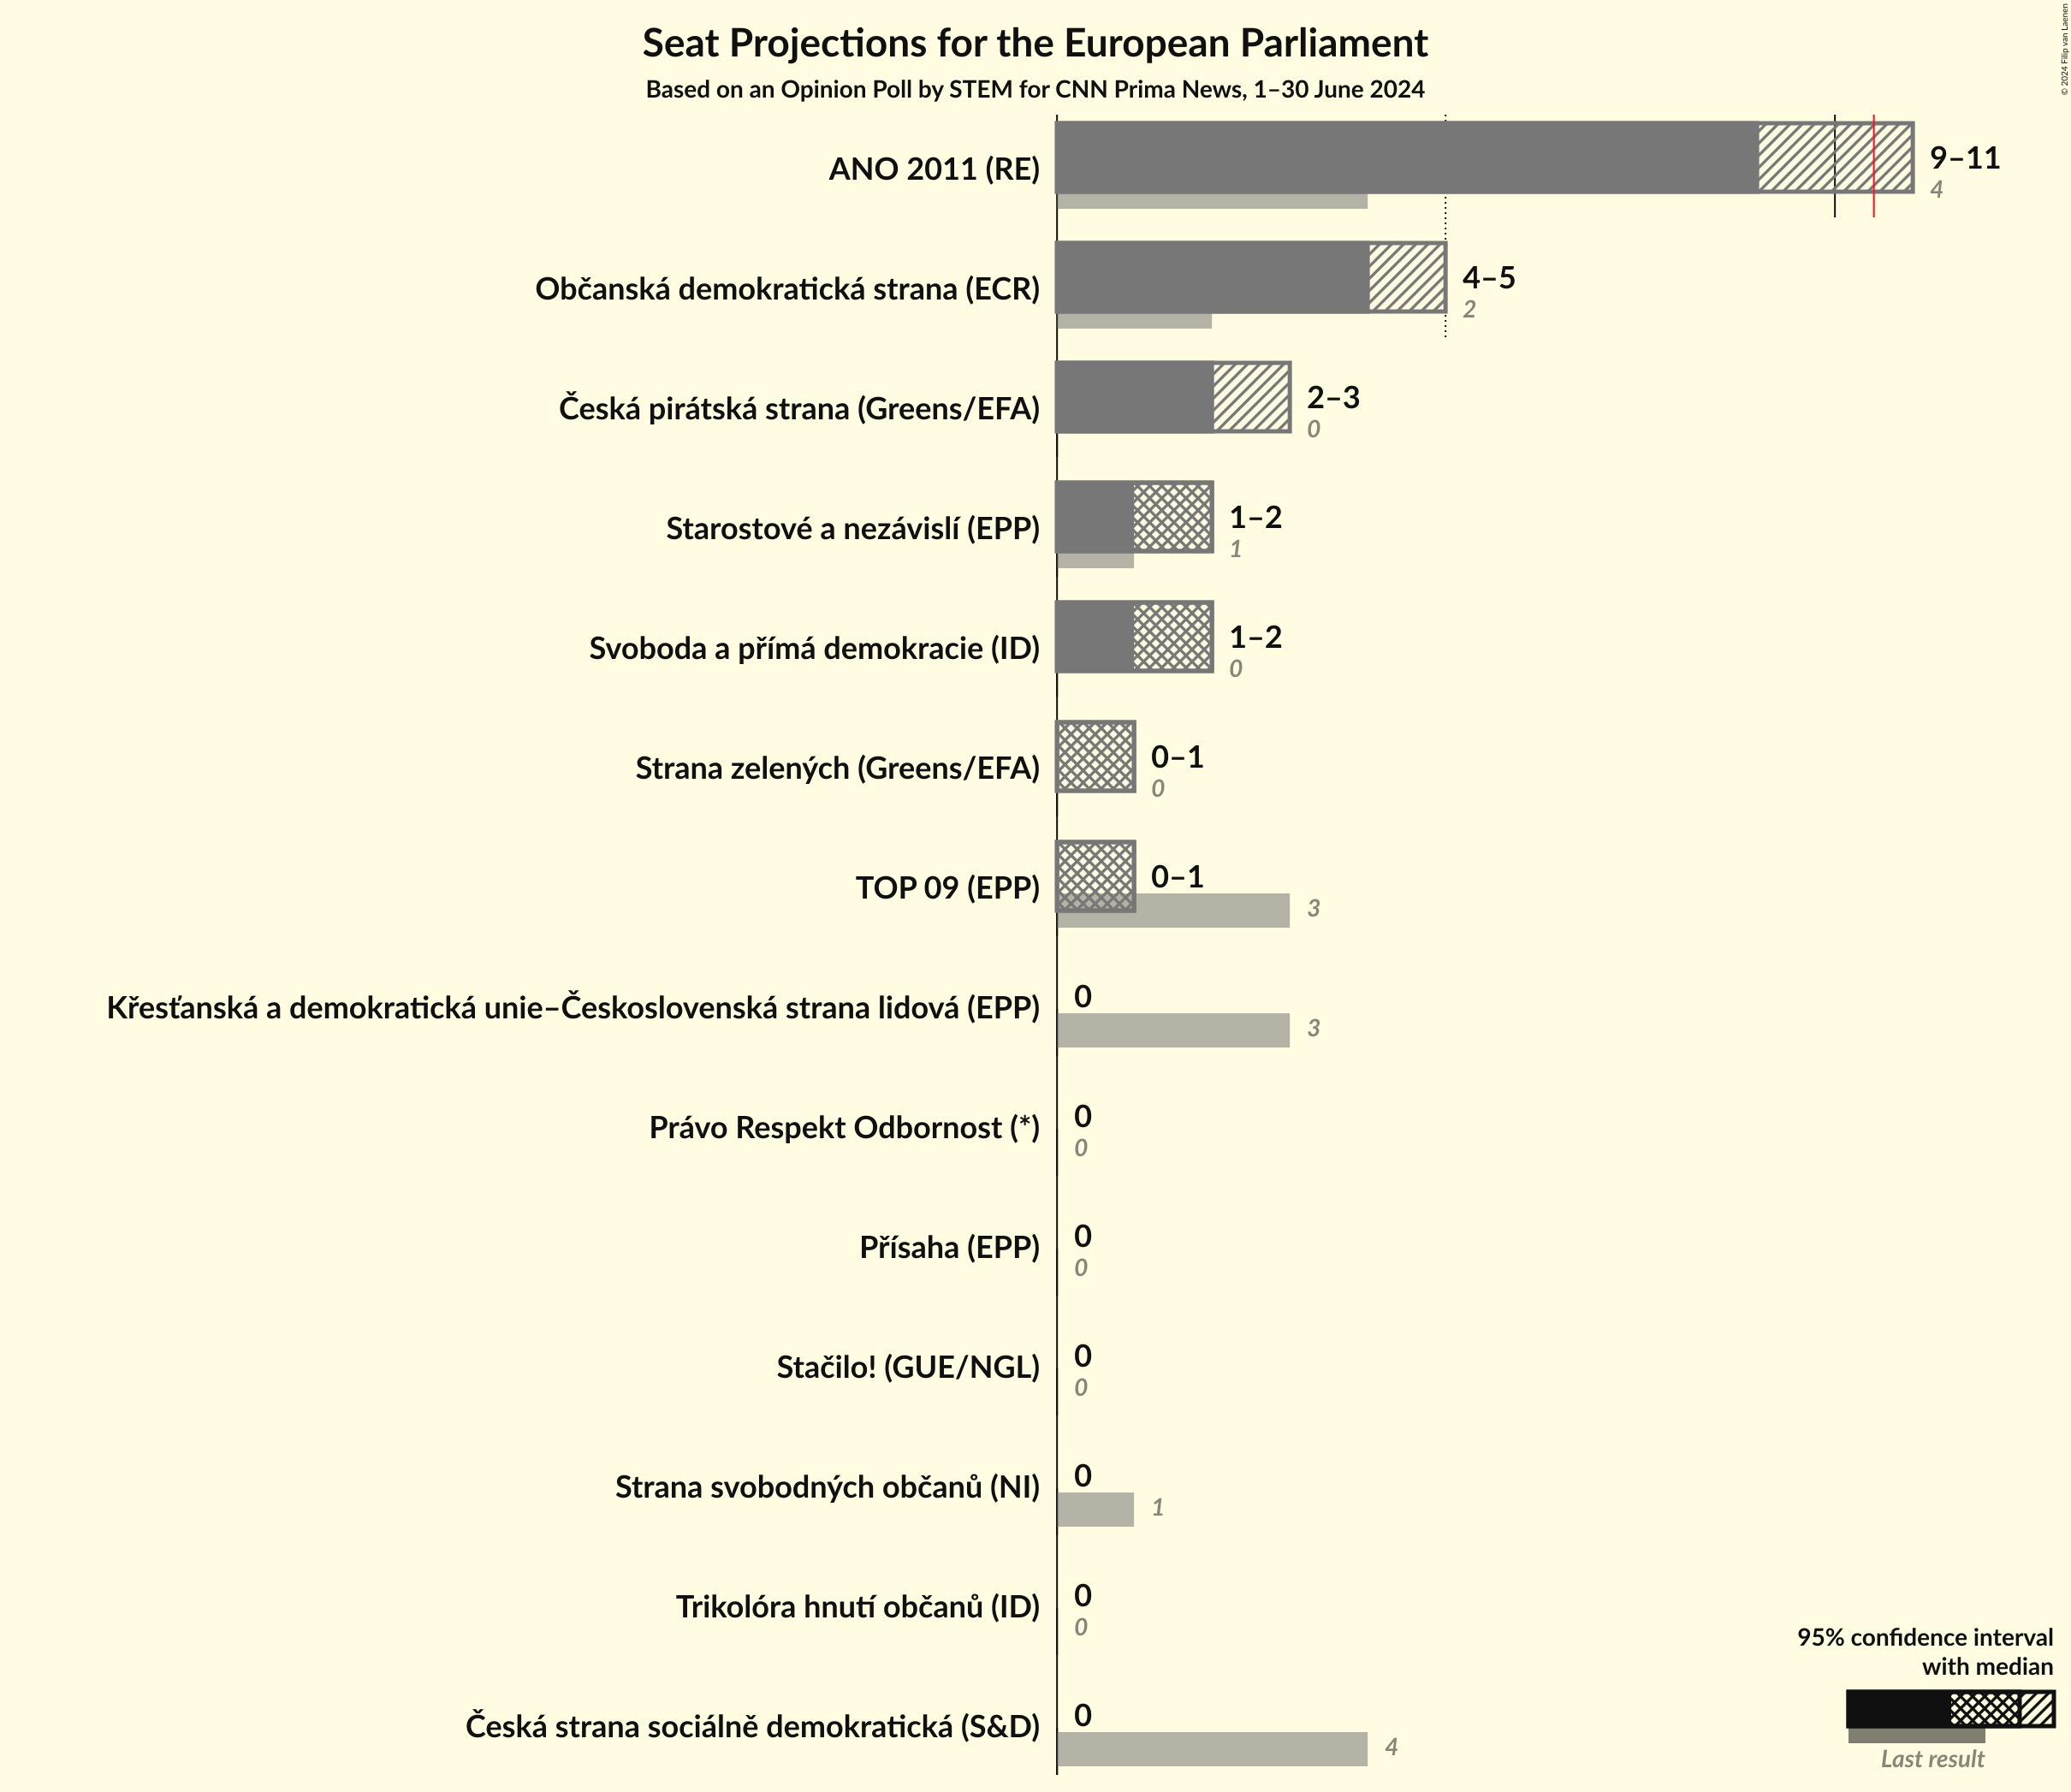 Seat Projections for the European Parliament
Based on an Opinion Poll by STEM for CNN Prima News, 1–30 June 2024
© 2024 Filip van Laenen
ANO 2011 (RE)
9–11
4
Občanská demokratická strana (ECR)
4–5
2
Česká pirátská strana (Greens/EFA)
2–3
0
Starostové a nezávislí (EPP)
1–2
1
Svoboda a přímá demokracie (ID)
1–2
0
Strana zelených (Greens/EFA)
0–1
0
TOP 09 (EPP)
0–1
3
Křesťanská a demokratická unie–Československá strana lidová (EPP)
0
3
Právo Respekt Odbornost (*)
0
0
Přísaha (EPP)
0
0
Stačilo! (GUE/NGL)
0
0
Strana svobodných občanů (NI)
0
1
Trikolóra hnutí občanů (ID)
0
0
Česká strana sociálně demokratická (S&D)
0
4
95% confidence interval
with median
Last result